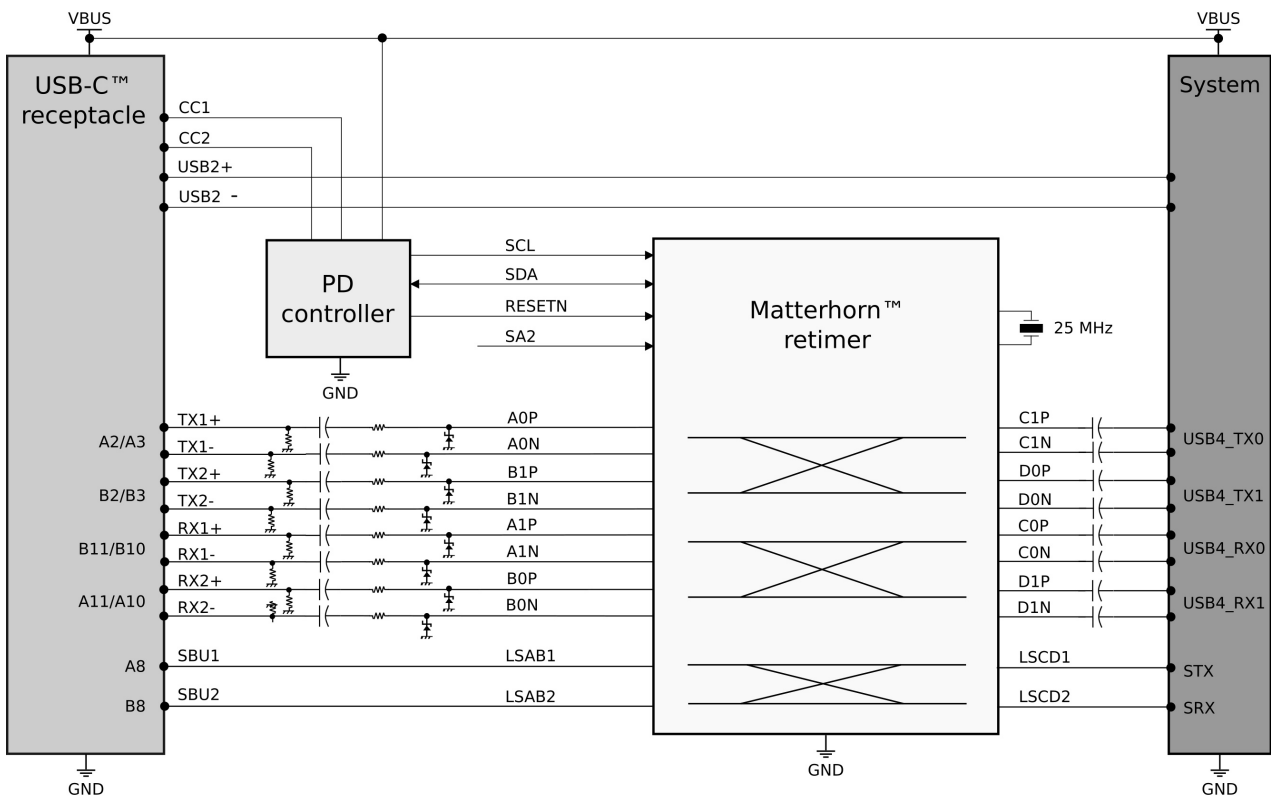 VBUS
VBUS
USB-C™
receptacle
System
CC1
CC2
USB2+
USB2 -
PD
controller
SCL
SDA
RESETN
SA2
GND
Matterhorn™
retimer
25 MHz
TX1+
A0P
C1P
A2/A3
USB4_TX0
TX1-
A0N
C1N
TX2+
B1P
D0P
B2/B3
USB4_TX1
TX2-
B1N
D0N
RX1+
A1P
C0P
B11/B10
USB4_RX0
RX1-
A1N
C0N
RX2+
B0P
D1P
A11/A10
USB4_RX1
RX2-
B0N
D1N
A8
SBU1
LSAB1
LSCD1
STX
B8
SBU2
LSAB2
LSCD2
SRX
GND
GND
GND